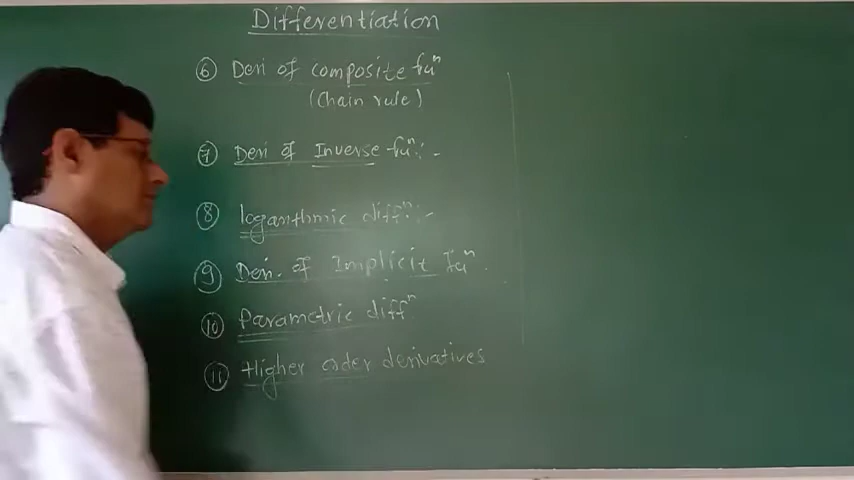 Differentiation
⑥ Deri of composite fuⁿ
(Chain rule)
⑦ Deri of Inverse fuⁿ:-
⑧ logarithmic diffⁿ:-
⑨ Deri. of Implicit fuⁿ.
⑩ Parametric diffⁿ
⑪ Higher order derivatives